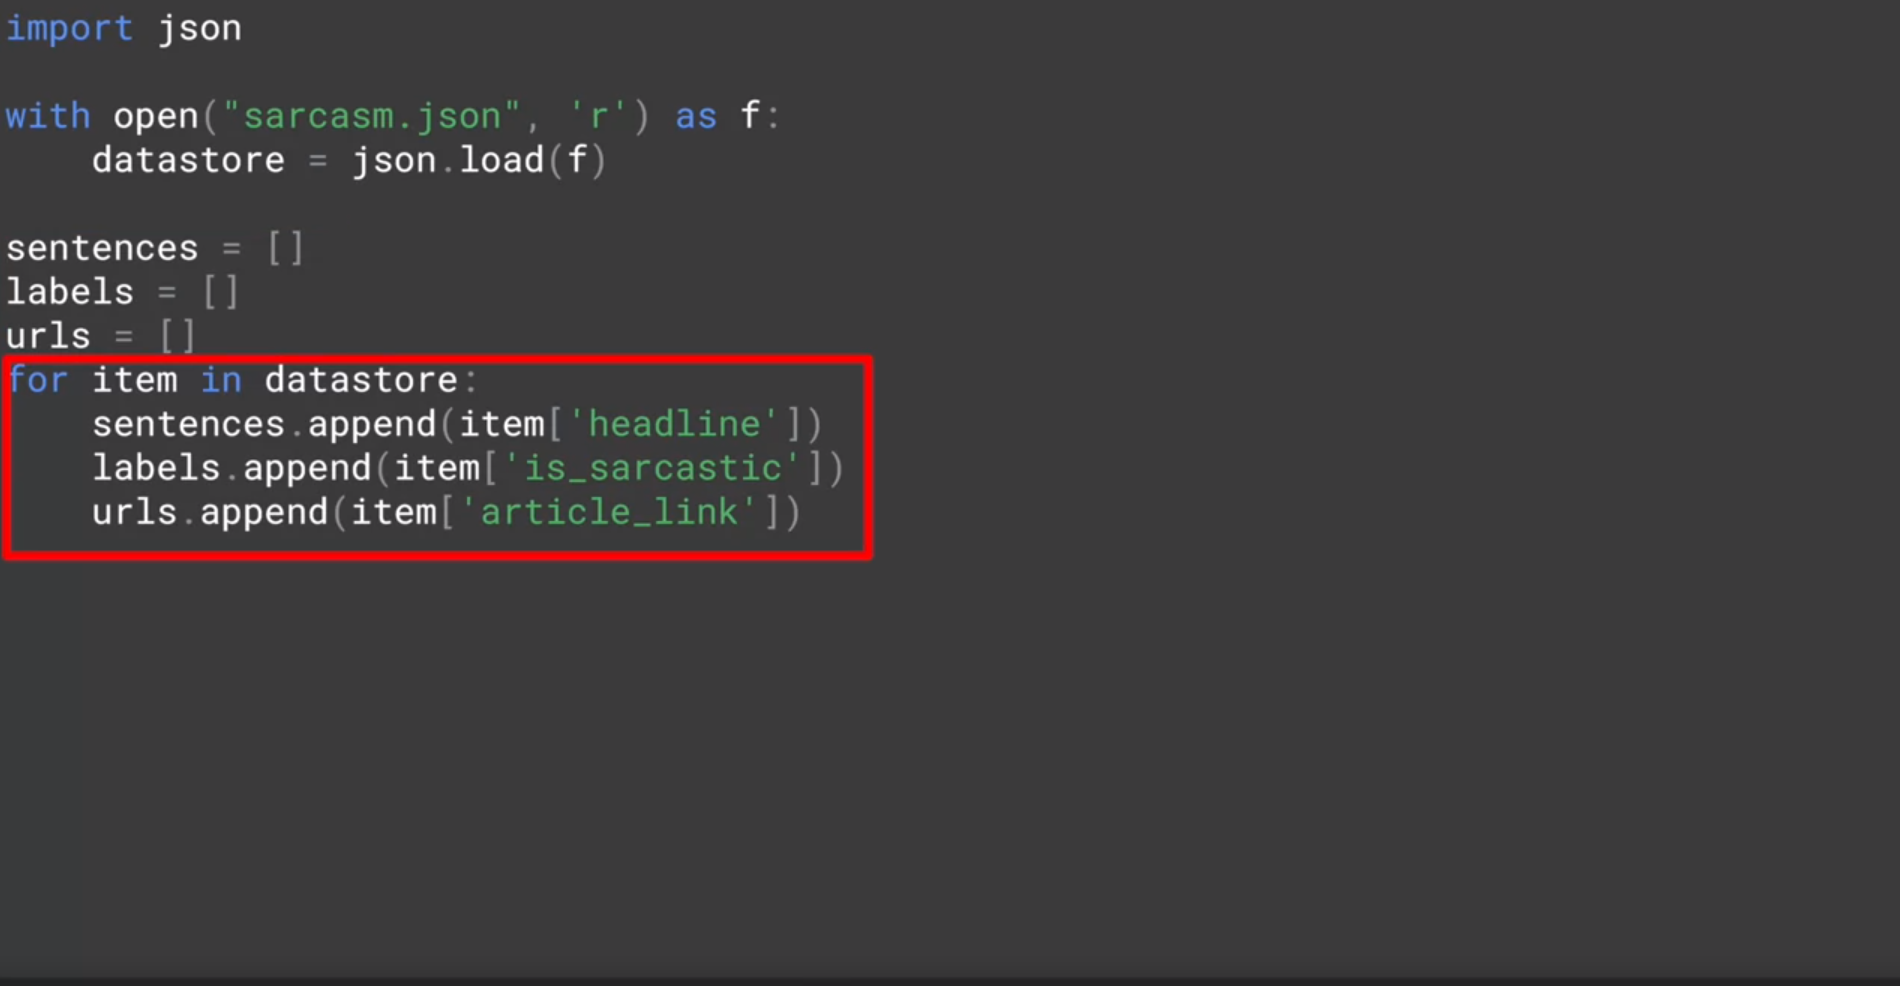 import json
with open("sarcasm.json", 'r') as f:
    datastore = json.load(f)
sentences = []
labels = []
urls = []
for item in datastore:
    sentences.append(item['headline'])
    labels.append(item['is_sarcastic'])
    urls.append(item['article_link'])